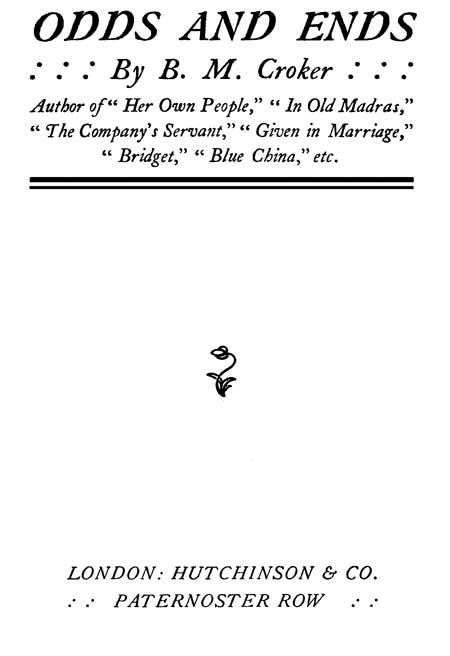 ODDS AND ENDS
∴ ∴ By B. M. Croker ∴ ∴
Author of “ Her Own People,” “ In Old Madras,”
“ The Company's Servant,” “ Given in Marriage,”
“ Bridget,” “ Blue China,” etc.
LONDON: HUTCHINSON & CO.
∴ PATERNOSTER ROW ∴